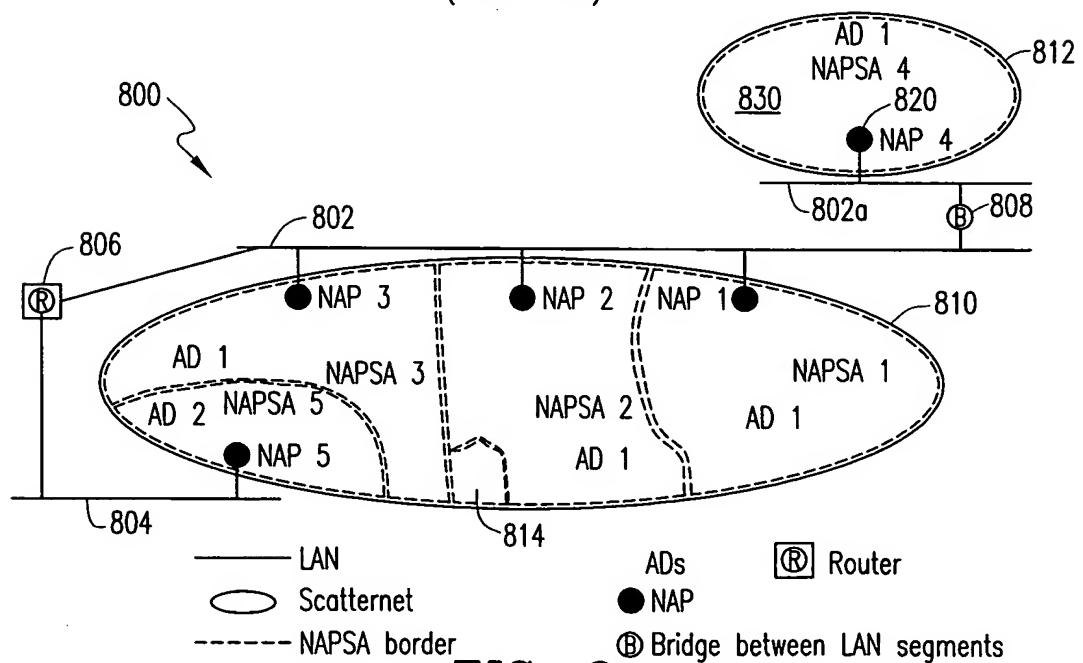 AD 1
NAPSA 4
812
830
820
NAP 4
800
802a
808
B
802
806
R
NAP 3
NAP 2
NAP 1
810
AD 1
NAPSA 3
NAPSA 1
AD 2
NAPSA 5
NAPSA 2
AD 1
AD 1
NAP 5
804
814
LAN
ADs
R Router
Scatternet
NAP
NAPSA border
B Bridge between LAN segments